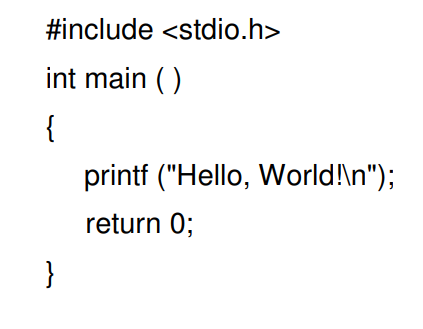 #include <stdio.h>
int main ( )
{
printf ("Hello, World!\n");
return 0;
}